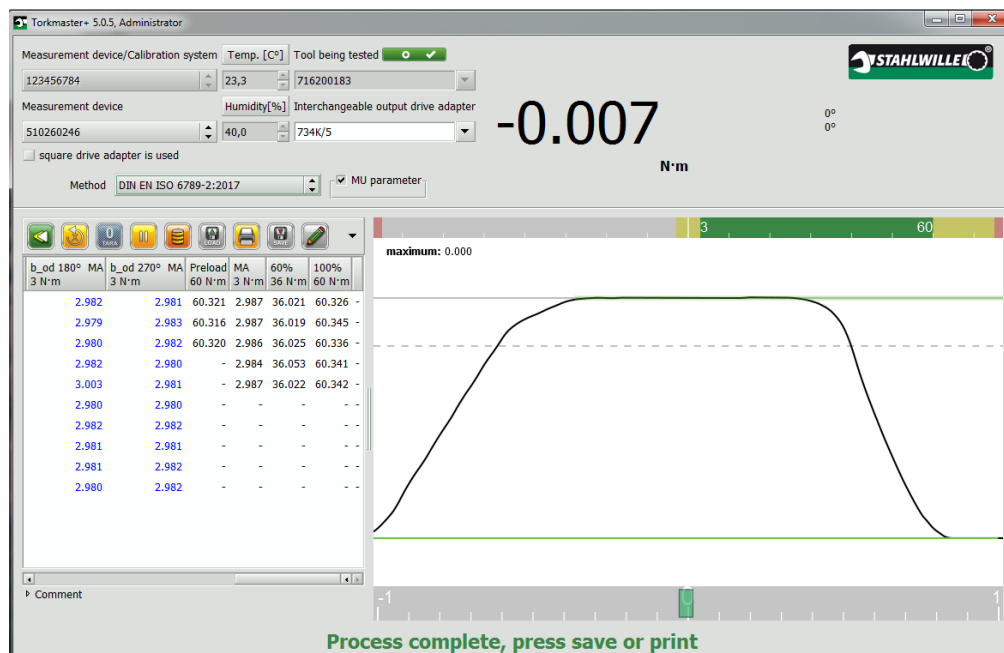 Torkmaster+ 5.0.5, Administrator
Measurement device/Calibration system Temp. [C°] Tool being tested
123456784 23,3 716200183
STAHLWILLE
Measurement device Humidity[%] Interchangeable output drive adapter
510260246 40,0 734K/5
-0.007
N·m
0°
0°
square drive adapter is used
Method DIN EN ISO 6789-2:2017 MU parameter
0
TARA
LOAD
SAVE
3 60
maximum: 0.000
b_od 180° MA b_od 270° MA Preload MA 60% 100%
3 N·m 3 N·m 60 N·m 3 N·m 36 N·m 60 N·m
2.982 2.981 60.321 2.987 36.021 60.326 -
2.979 2.983 60.316 2.987 36.019 60.345 -
2.980 2.982 60.320 2.986 36.025 60.336 -
2.982 2.980 - 2.984 36.053 60.341 -
3.003 2.981 - 2.987 36.022 60.342 -
2.980 2.980 - - - - -
2.982 2.982 - - - - -
2.981 2.981 - - - - -
2.981 2.982 - - - - -
2.980 2.982 - - - - -
Comment
-1 0 1
Process complete, press save or print